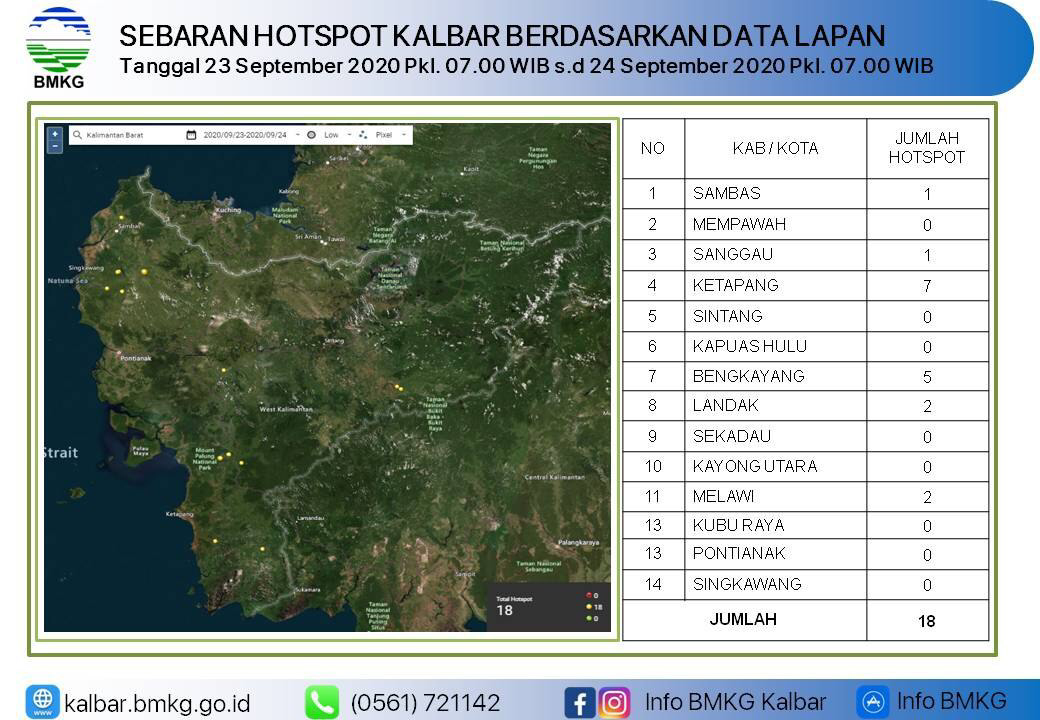 BMKG
SEBARAN HOTSPOT KALBAR BERDASARKAN DATA LAPAN
Tanggal 23 September 2020 Pkl. 07.00 WIB s.d 24 September 2020 Pkl. 07.00 WIB
+
-
Kalimantan Barat 2020/09/23-2020/09/24 Low Pixel
Sarikei
Kapit
Taman
Negara
Pergunungan
Hos
Kabong
Kuching
Maludam
National
Park
Sambas
Sri Aman
Taman
Negara
Batang Ai
Taman Nasional
Betung Kerihun
Singkawang
Natuna Sea
Taman
Nasional
Danau
Sentarum
Sintang
Pontianak
West Kalimantan
Taman
Nasional
Bukit
Baka -
Bukit
Raya
Strait
Pulau
Maya
Mount
Palung
National
Park
Central Kalimantan
Ketapang
Lamandau
Palangkaraya
Taman Nasional
Sebangau
Sampit
Sukamara
Taman
Nasional
Tanjung
Puting
Situs
Total Hotspot
18
0
18
0
NO KAB / KOTA JUMLAH HOTSPOT
1 SAMBAS 1
2 MEMPAWAH 0
3 SANGGAU 1
4 KETAPANG 7
5 SINTANG 0
6 KAPUAS HULU 0
7 BENGKAYANG 5
8 LANDAK 2
9 SEKADAU 0
10 KAYONG UTARA 0
11 MELAWI 2
13 KUBU RAYA 0
13 PONTIANAK 0
14 SINGKAWANG 0
JUMLAH 18
kalbar.bmkg.go.id (0561) 721142 Info BMKG Kalbar Info BMKG